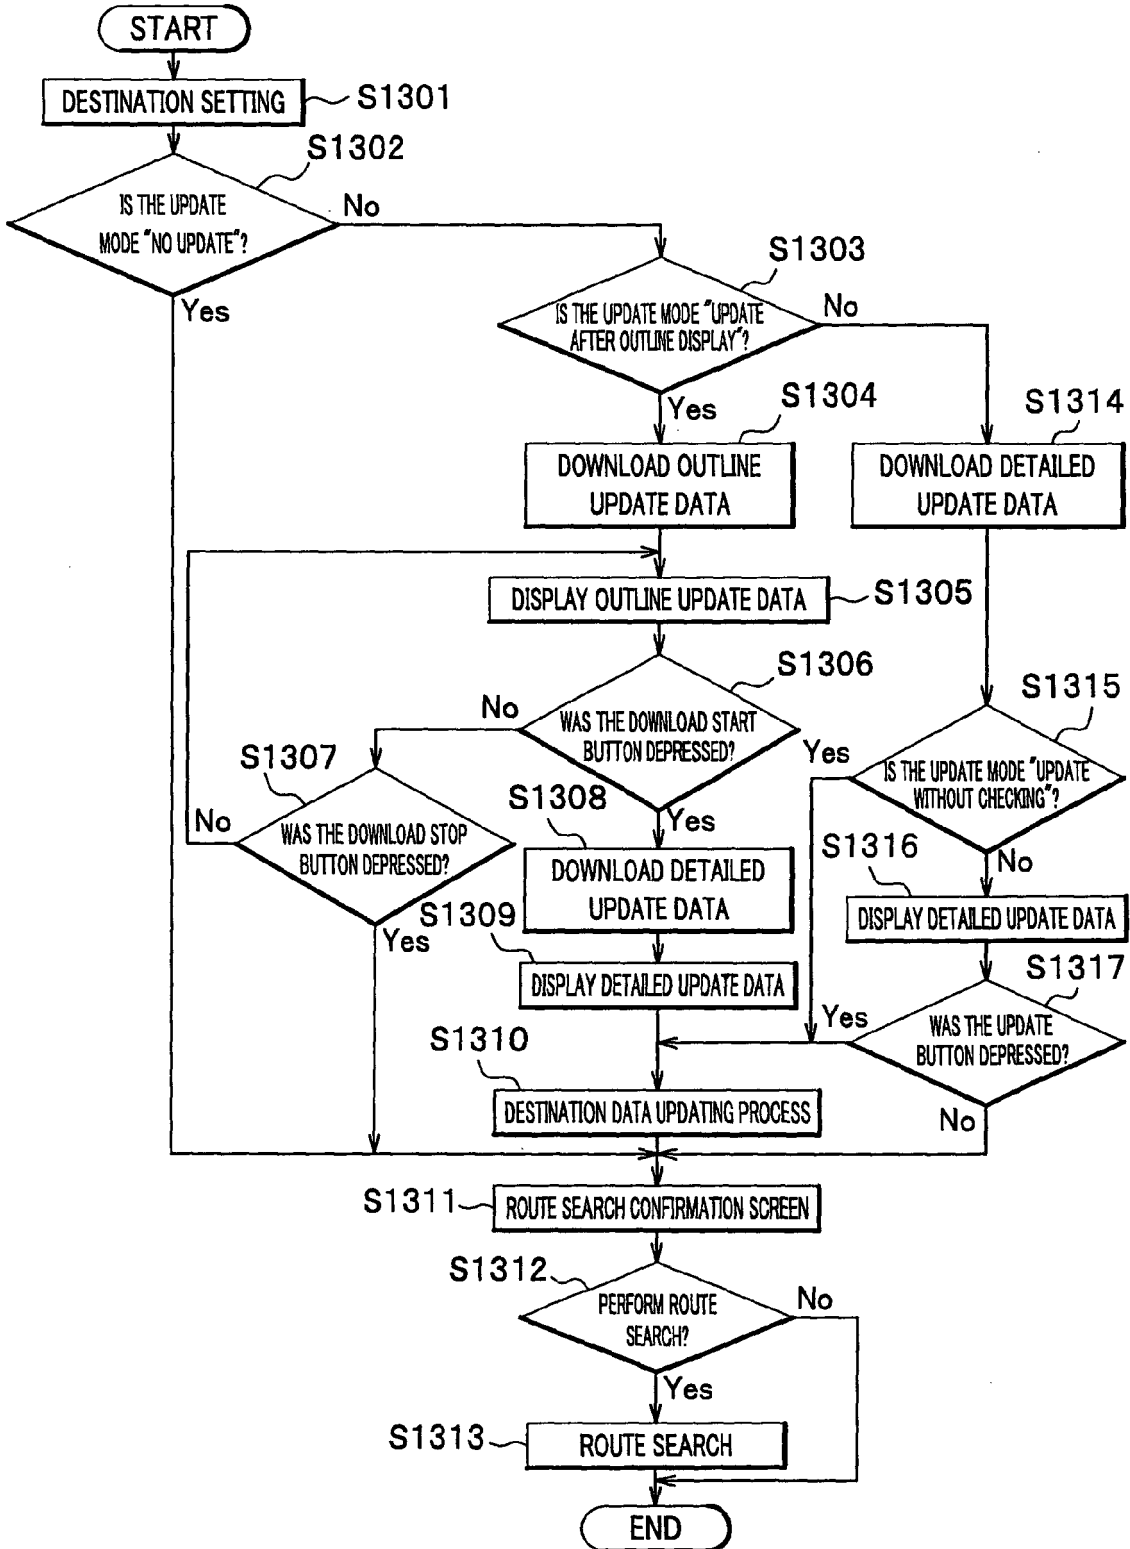 START
DESTINATION SETTING
S1301
S1302
IS THE UPDATE
MODE "NO UPDATE"?
No
Yes
S1303
IS THE UPDATE MODE "UPDATE
AFTER OUTLINE DISPLAY"?
No
Yes
S1304
DOWNLOAD OUTLINE
UPDATE DATA
S1314
DOWNLOAD DETAILED
UPDATE DATA
DISPLAY OUTLINE UPDATE DATA
S1305
S1306
WAS THE DOWNLOAD START
BUTTON DEPRESSED?
No
Yes
S1307
WAS THE DOWNLOAD STOP
BUTTON DEPRESSED?
No
Yes
S1308
DOWNLOAD DETAILED
UPDATE DATA
S1309
DISPLAY DETAILED UPDATE DATA
S1315
IS THE UPDATE MODE "UPDATE
WITHOUT CHECKING"?
Yes
No
S1316
DISPLAY DETAILED UPDATE DATA
S1317
WAS THE UPDATE
BUTTON DEPRESSED?
Yes
No
S1310
DESTINATION DATA UPDATING PROCESS
S1311
ROUTE SEARCH CONFIRMATION SCREEN
S1312
PERFORM ROUTE
SEARCH?
No
Yes
S1313
ROUTE SEARCH
END